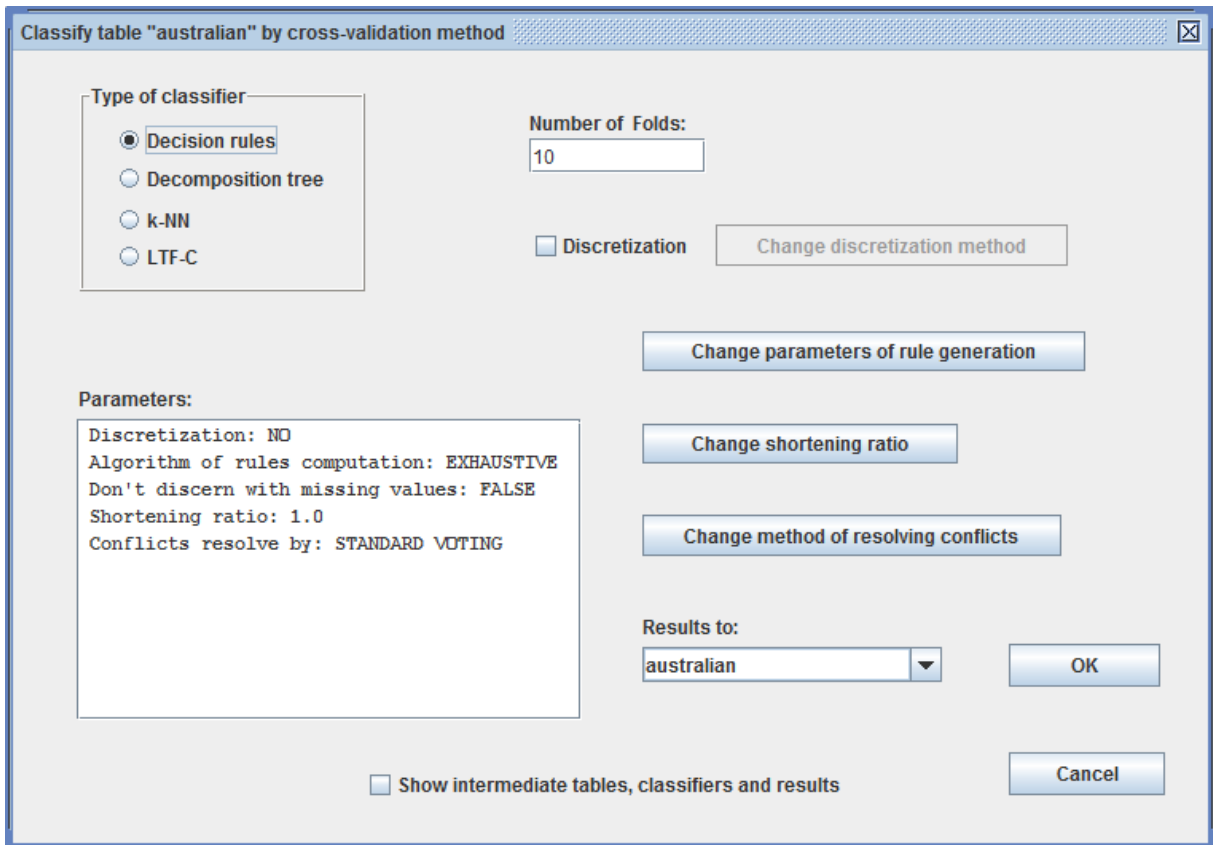 Classify table "australian" by cross-validation method
Type of classifier
Decision rules
Decomposition tree
k-NN
LTF-C
Number of Folds:
10
Discretization
Change discretization method
Change parameters of rule generation
Parameters:
Discretization: NO
Algorithm of rules computation: EXHAUSTIVE
Don't discern with missing values: FALSE
Shortening ratio: 1.0
Conflicts resolve by: STANDARD VOTING
Change shortening ratio
Change method of resolving conflicts
Results to:
australian
OK
Show intermediate tables, classifiers and results
Cancel